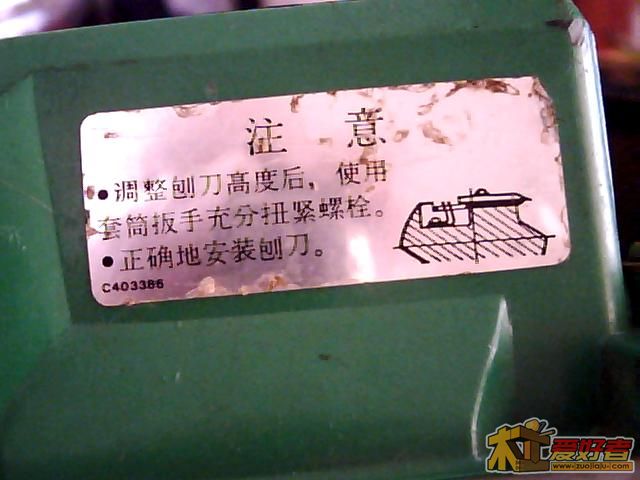 注 意
●调整刨刀高度后，使用
套筒扳手充分扭紧螺栓。
●正确地安装刨刀。
C403386
木工爱好者
www.zuojiaju.com